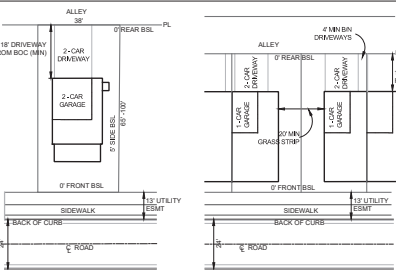 ALLEY
38'
PL
0' REAR BSL
18' DRIVEWAY
FROM BOC (MIN)
2-CAR
DRIVEWAY
2-CAR
GARAGE
5' SIDE BSL
65'-100'
0' FRONT BSL
13' UTILITY
ESMT
SIDEWALK
BACK OF CURB
24'
℄ ROAD
4' MIN B/N
DRIVEWAYS
ALLEY
0' REAR BSL
2-CAR
DRIVEWAY
2-CAR
DRIVEWAY
1-CAR
GARAGE
1-CAR
GARAGE
20' MIN
GRASS STRIP
0' FRONT BSL
13' UTILITY
ESMT
SIDEWALK
BACK OF CURB
24'
℄ ROAD